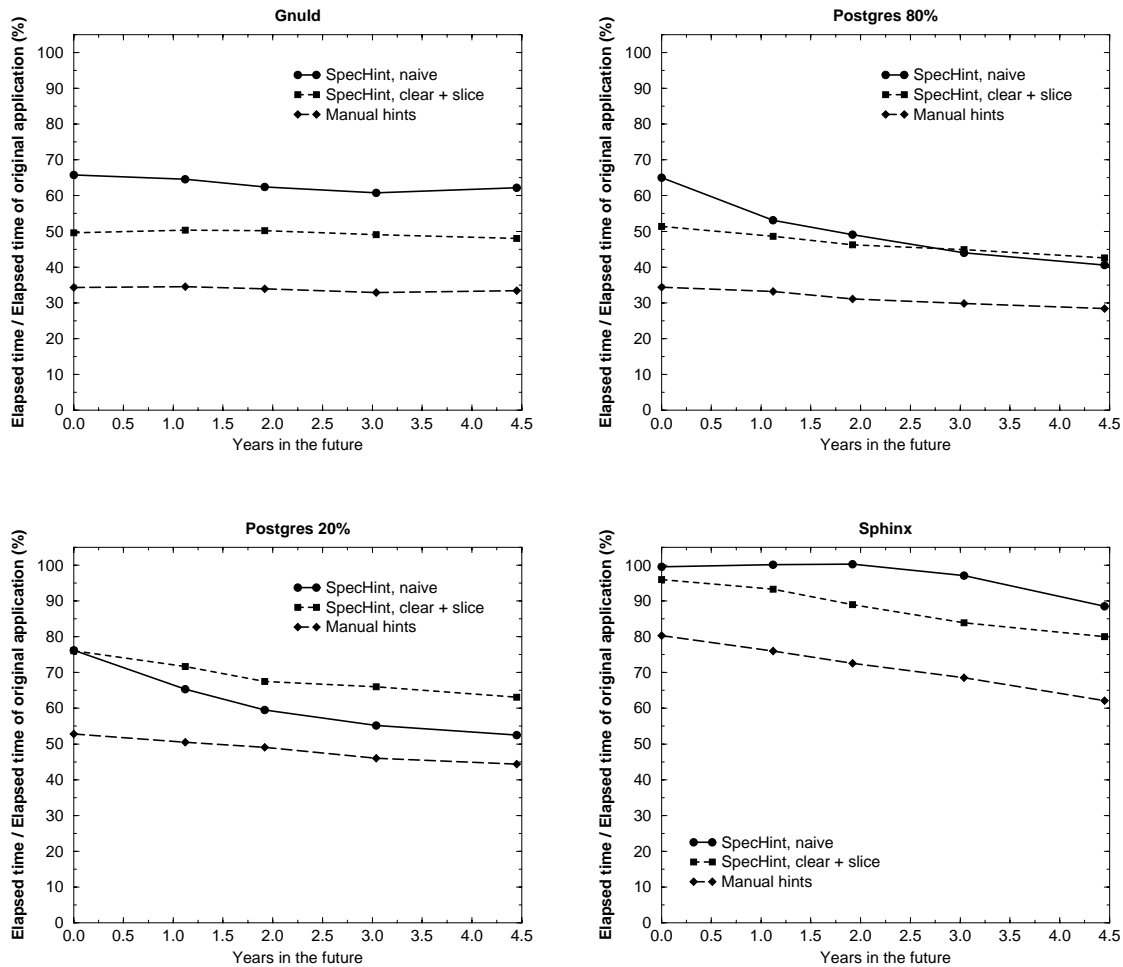 Gnuld
Elapsed time / Elapsed time of original application (%)
100
90
80
70
60
50
40
30
20
10
0
SpecHint, naive
SpecHint, clear + slice
Manual hints
0.0 0.5 1.0 1.5 2.0 2.5 3.0 3.5 4.0 4.5
Years in the future
Postgres 80%
Elapsed time / Elapsed time of original application (%)
100
90
80
70
60
50
40
30
20
10
0
SpecHint, naive
SpecHint, clear + slice
Manual hints
0.0 0.5 1.0 1.5 2.0 2.5 3.0 3.5 4.0 4.5
Years in the future
Postgres 20%
Elapsed time / Elapsed time of original application (%)
100
90
80
70
60
50
40
30
20
10
0
SpecHint, naive
SpecHint, clear + slice
Manual hints
0.0 0.5 1.0 1.5 2.0 2.5 3.0 3.5 4.0 4.5
Years in the future
Sphinx
Elapsed time / Elapsed time of original application (%)
100
90
80
70
60
50
40
30
20
10
0
SpecHint, naive
SpecHint, clear + slice
Manual hints
0.0 0.5 1.0 1.5 2.0 2.5 3.0 3.5 4.0 4.5
Years in the future